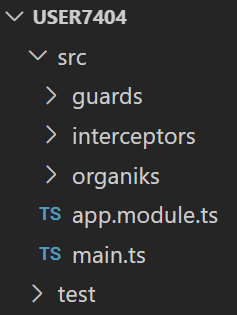 USER7404
src
guards
interceptors
organiks
TS app.module.ts
TS main.ts
test